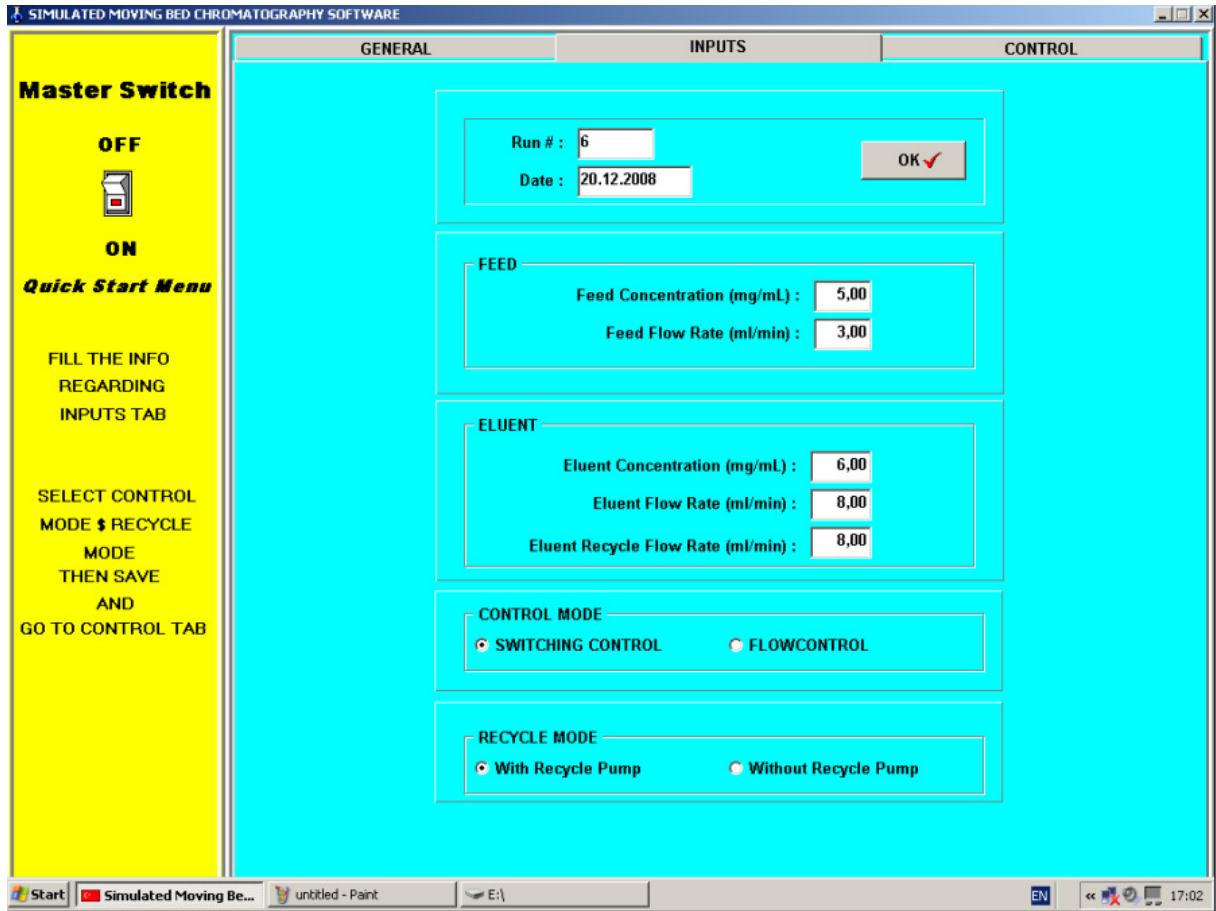 SIMULATED MOVING BED CHROMATOGRAPHY SOFTWARE
GENERAL INPUTS CONTROL
Master Switch
OFF
ON
Quick Start Menu
FILL THE INFO
REGARDING
INPUTS TAB
SELECT CONTROL
MODE $ RECYCLE
MODE
THEN SAVE
AND
GO TO CONTROL TAB
Run # : 6
Date : 20.12.2008
OK
FEED
Feed Concentration (mg/mL) : 5,00
Feed Flow Rate (ml/min) : 3,00
ELUENT
Eluent Concentration (mg/mL) : 6,00
Eluent Flow Rate (ml/min) : 8,00
Eluent Recycle Flow Rate (ml/min) : 8,00
CONTROL MODE
SWITCHING CONTROL FLOWCONTROL
RECYCLE MODE
With Recycle Pump Without Recycle Pump
Start Simulated Moving Be... untitled - Paint E:\ EN « 17:02